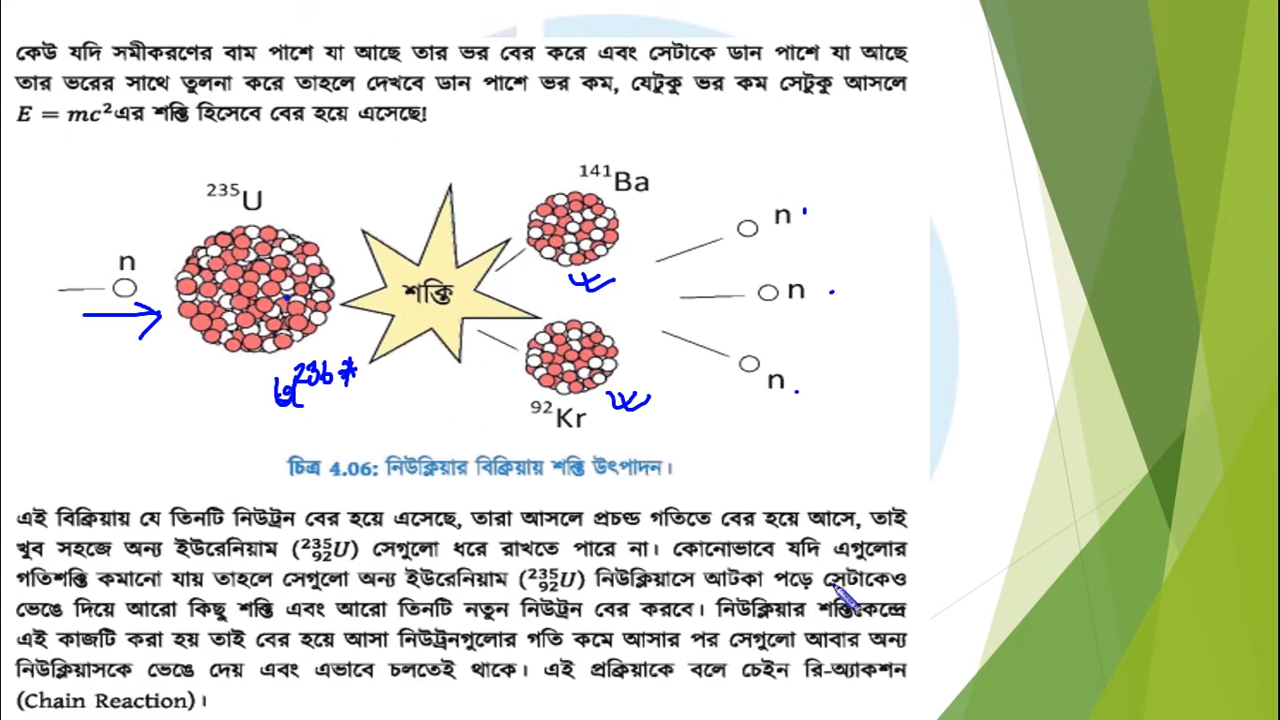 কেউ যদি সমীকরণের বাম পাশে যা আছে তার ভর বের করে এবং সেটাকে ডান পাশে যা আছে
তার ভরের সাথে তুলনা করে তাহলে দেখবে ডান পাশে ভর কম, যেটুকু ভর কম সেটুকু আসলে
E = mc²এর শক্তি হিসেবে বের হয়ে এসেছে!
¹⁴¹Ba
²³⁵U
n
n
শক্তি
n
n
236*
⁹²Kr
চিত্র 4.06: নিউক্লিয়ার বিক্রিয়ায় শক্তি উৎপাদন।
এই বিক্রিয়ায় যে তিনটি নিউট্রন বের হয়ে এসেছে, তারা আসলে প্রচন্ড গতিতে বের হয়ে আসে, তাই
খুব সহজে অন্য ইউরেনিয়াম (²³⁵₉₂U) সেগুলো ধরে রাখতে পারে না। কোনোভাবে যদি এগুলোর
গতিশক্তি কমানো যায় তাহলে সেগুলো অন্য ইউরেনিয়াম (²³⁵₉₂U) নিউক্লিয়াসে আটকা পড়ে সেটাকেও
ভেঙে দিয়ে আরো কিছু শক্তি এবং আরো তিনটি নতুন নিউট্রন বের করবে। নিউক্লিয়ার শক্তিকেন্দ্রে
এই কাজটি করা হয় তাই বের হয়ে আসা নিউট্রনগুলোর গতি কমে আসার পর সেগুলো আবার অন্য
নিউক্লিয়াসকে ভেঙে দেয় এবং এভাবে চলতেই থাকে। এই প্রক্রিয়াকে বলে চেইন রি-অ্যাকশন
(Chain Reaction)।